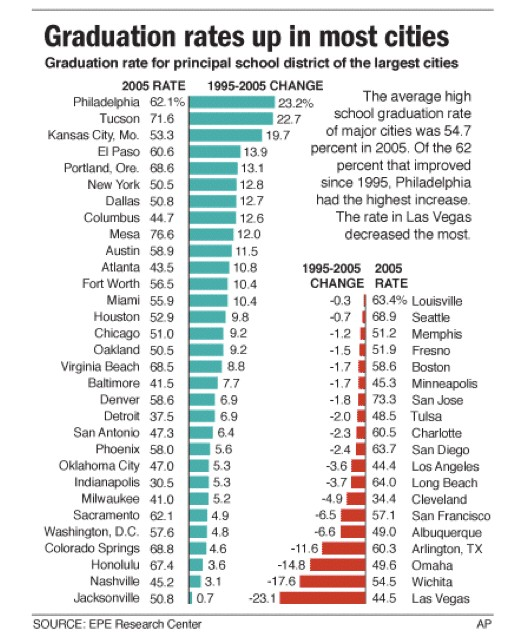 Graduation rates up in most cities
Graduation rate for principal school district of the largest cities
2005 RATE 1995-2005 CHANGE
Philadelphia 62.1% 23.2%
Tucson 71.6 22.7
Kansas City, Mo. 53.3 19.7
El Paso 60.6 13.9
Portland, Ore. 68.6 13.1
New York 50.5 12.8
Dallas 50.8 12.7
Columbus 44.7 12.6
Mesa 76.6 12.0
Austin 58.9 11.5
Atlanta 43.5 10.8
Fort Worth 56.5 10.4
Miami 55.9 10.4
Houston 52.9 9.8
Chicago 51.0 9.2
Oakland 50.5 9.2
Virginia Beach 68.5 8.8
Baltimore 41.5 7.7
Denver 58.6 6.9
Detroit 37.5 6.9
San Antonio 47.3 6.4
Phoenix 58.0 5.6
Oklahoma City 47.0 5.3
Indianapolis 30.5 5.3
Milwaukee 41.0 5.2
Sacramento 62.1 4.9
Washington, D.C. 57.6 4.8
Colorado Springs 68.8 4.6
Honolulu 67.4 3.6
Nashville 45.2 3.1
Jacksonville 50.8 0.7
The average high
school graduation rate
of major cities was 54.7
percent in 2005. Of the 62
percent that improved
since 1995, Philadelphia
had the highest increase.
The rate in Las Vegas
decreased the most.
1995-2005 2005
CHANGE RATE
-0.3 63.4% Louisville
-0.7 68.9 Seattle
-1.2 51.2 Memphis
-1.5 51.9 Fresno
-1.7 58.6 Boston
-1.7 45.3 Minneapolis
-1.8 73.3 San Jose
-2.0 48.5 Tulsa
-2.3 60.5 Charlotte
-2.4 63.7 San Diego
-3.6 44.4 Los Angeles
-3.7 64.0 Long Beach
-4.9 34.4 Cleveland
-6.5 57.1 San Francisco
-6.6 49.0 Albuquerque
-11.6 60.3 Arlington, TX
-14.8 49.6 Omaha
-17.6 54.5 Wichita
-23.1 44.5 Las Vegas
SOURCE: EPE Research Center AP